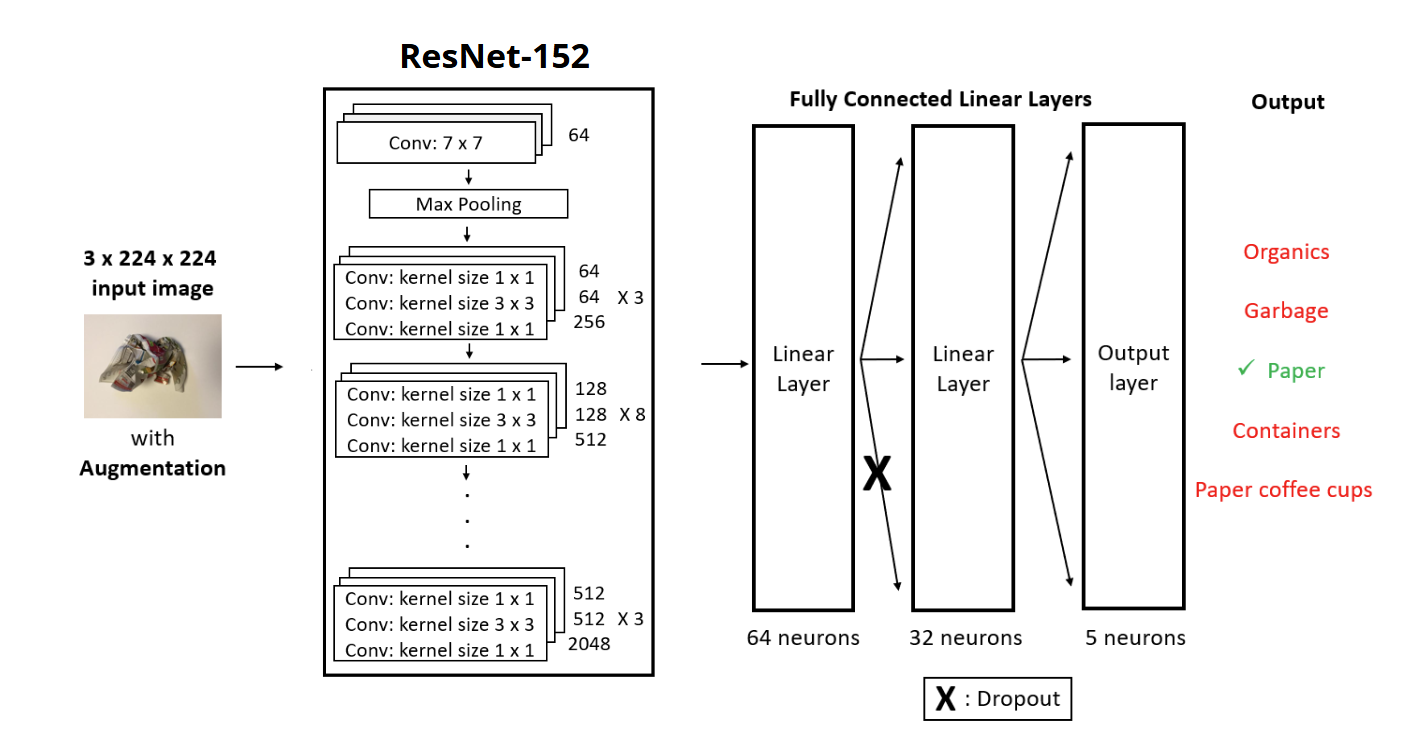 ResNet-152
3 x 224 x 224
input image
with
Augmentation
Conv: 7 x 7
64
Max Pooling
Conv: kernel size 1 x 1
Conv: kernel size 3 x 3
Conv: kernel size 1 x 1
64
64
256
X 3
Conv: kernel size 1 x 1
Conv: kernel size 3 x 3
Conv: kernel size 1 x 1
128
128
512
X 8
.
.
.
Conv: kernel size 1 x 1
Conv: kernel size 3 x 3
Conv: kernel size 1 x 1
512
512
2048
X 3
Fully Connected Linear Layers
Linear
Layer
64 neurons
X
Linear
Layer
32 neurons
Output
layer
5 neurons
X : Dropout
Output
Organics
Garbage
✓ Paper
Containers
Paper coffee cups